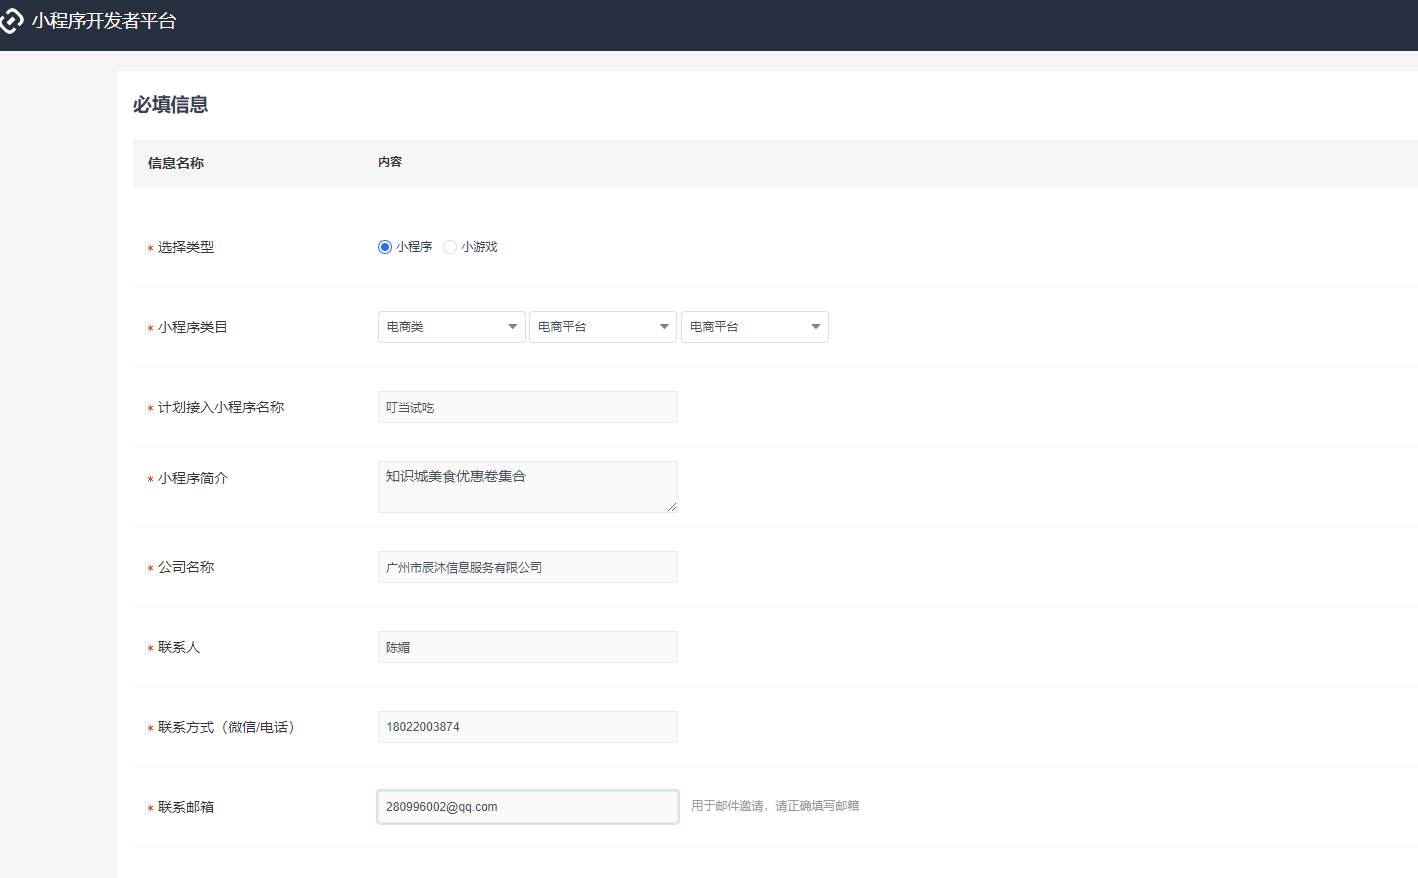 小程序开发者平台
必填信息
信息名称 内容
* 选择类型 小程序 小游戏
* 小程序类目 电商类 电商平台 电商平台
* 计划接入小程序名称 叮当试吃
* 小程序简介 知识城美食优惠卷集合
* 公司名称 广州市辰沐信息服务有限公司
* 联系人 陈媚
* 联系方式（微信/电话） 18022003874
* 联系邮箱 280996002@qq.com 用于邮件邀请，请正确填写邮箱